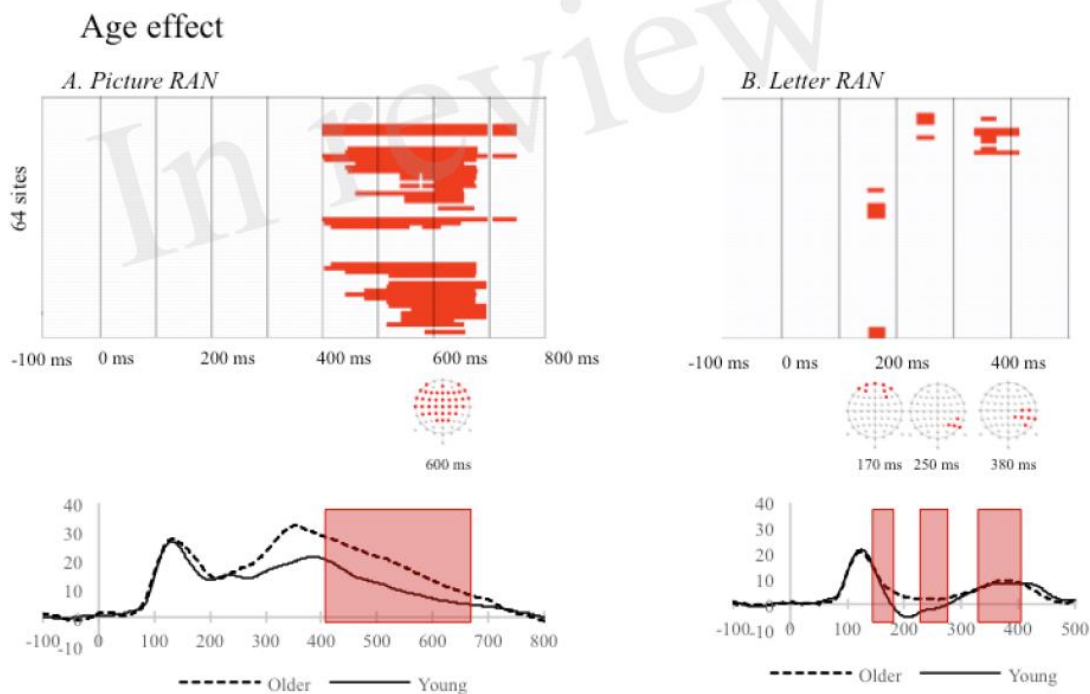 Age effect
In review
A. Picture RAN
B. Letter RAN
64 sites
-100 ms 0 ms 200 ms 400 ms 600 ms 800 ms
-100 ms 0 ms 200 ms 400 ms
600 ms
170 ms 250 ms 380 ms
40
30
20
10
0
-10
-100 0 100 200 300 400 500 600 700 800
Older Young
40
30
20
10
0
-10
-100 0 100 200 300 400 500
Older Young